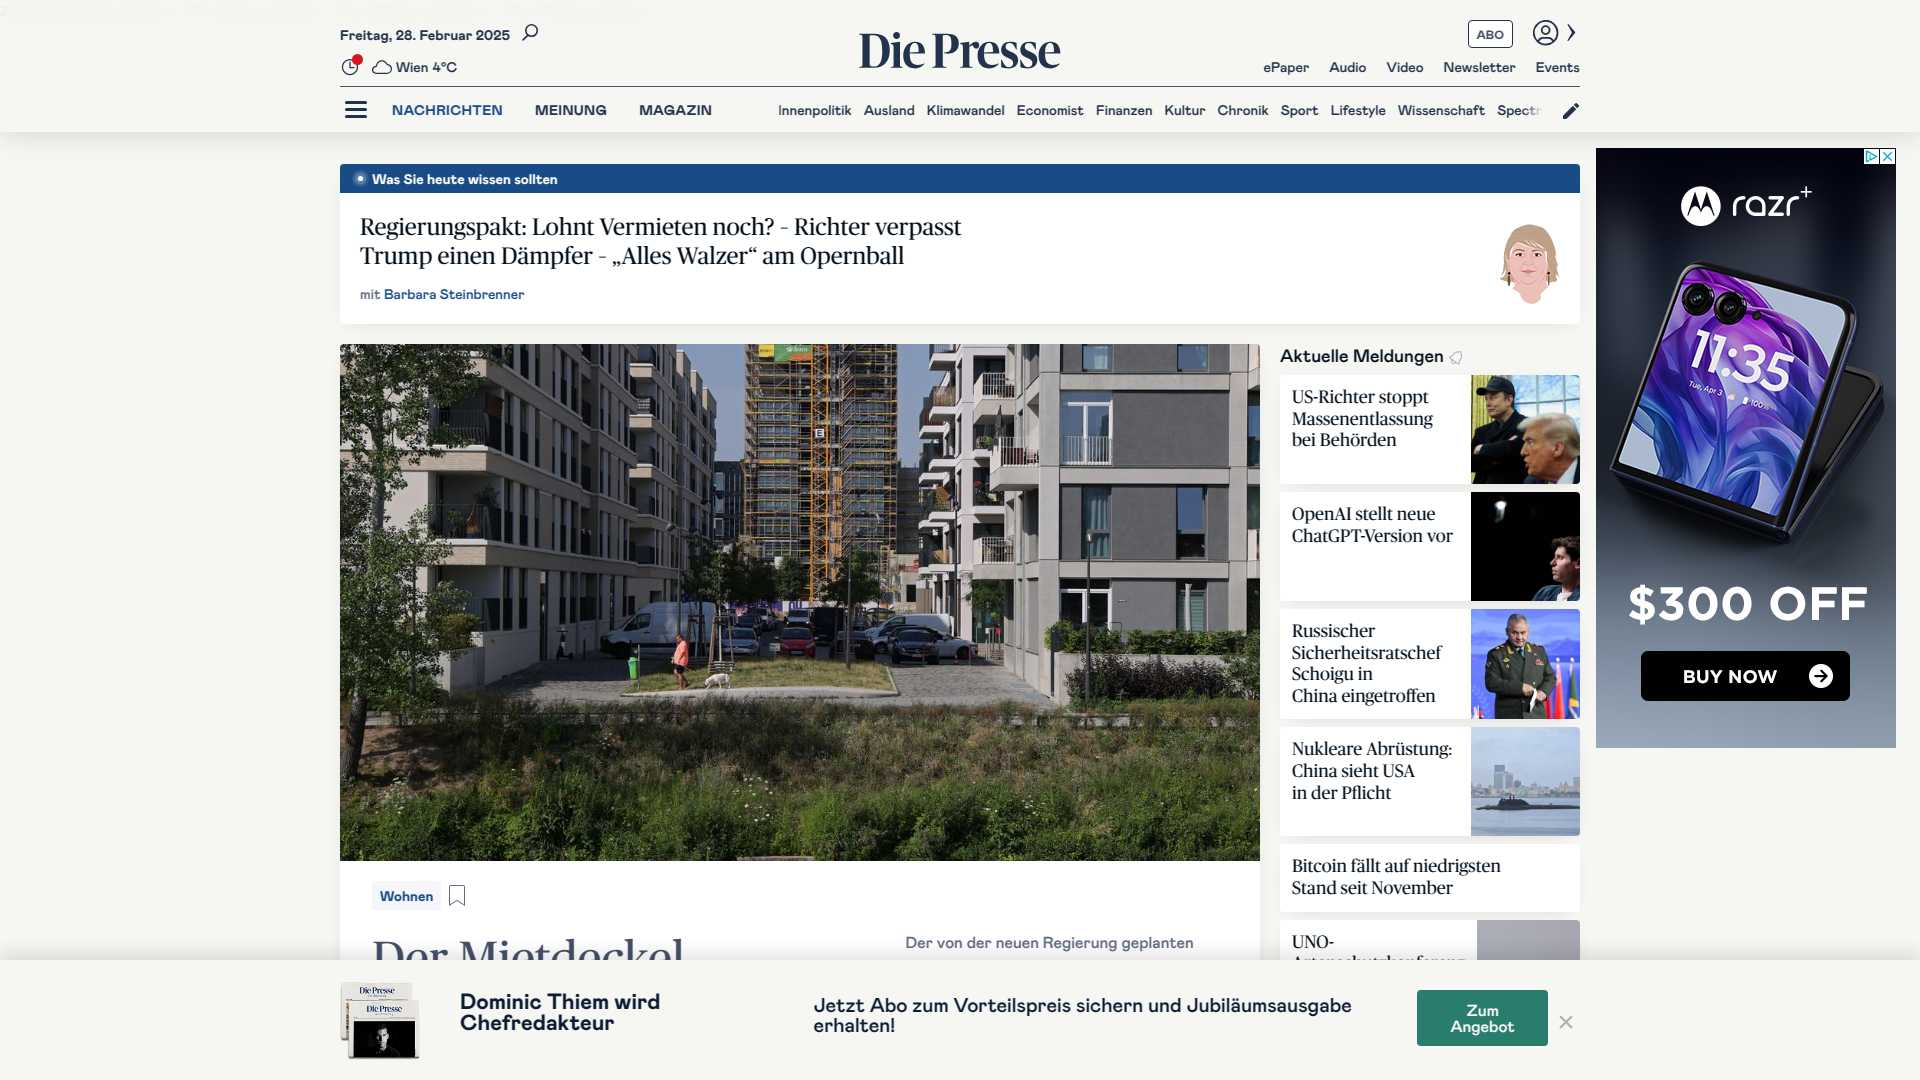 Freitag, 28. Februar 2025
Wien 4°C
Die Presse
ABO
ePaper Audio Video Newsletter Events
NACHRICHTEN MEINUNG MAGAZIN
Innenpolitik Ausland Klimawandel Economist Finanzen Kultur Chronik Sport Lifestyle Wissenschaft Spectr
Was Sie heute wissen sollten
Regierungspakt: Lohnt Vermieten noch? - Richter verpasst
Trump einen Dämpfer - „Alles Walzer“ am Opernball
mit Barbara Steinbrenner
Wohnen
Der Mietdeckel
Der von der neuen Regierung geplanten
Aktuelle Meldungen
US-Richter stoppt
Massenentlassung
bei Behörden
OpenAI stellt neue
ChatGPT-Version vor
Russischer
Sicherheitsratschef
Schoigu in
China eingetroffen
Nukleare Abrüstung:
China sieht USA
in der Pflicht
Bitcoin fällt auf niedrigsten
Stand seit November
UNO-
razr+
11:35
Tue, Apr 3
100%
$300 OFF
BUY NOW
Die Presse
Die Presse
Dominic Thiem wird
Chefredakteur
Jetzt Abo zum Vorteilspreis sichern und Jubiläumsausgabe
erhalten!
Zum
Angebot